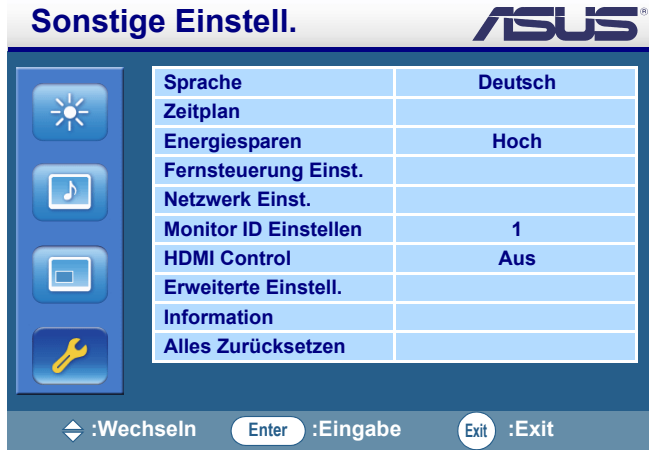 Sonstige Einstell.
ASUS®
Sprache Deutsch
Zeitplan
Energiesparen Hoch
Fernsteuerung Einst.
Netzwerk Einst.
Monitor ID Einstellen 1
HDMI Control Aus
Erweiterte Einstell.
Information
Alles Zurücksetzen
:Wechseln Enter :Eingabe Exit :Exit